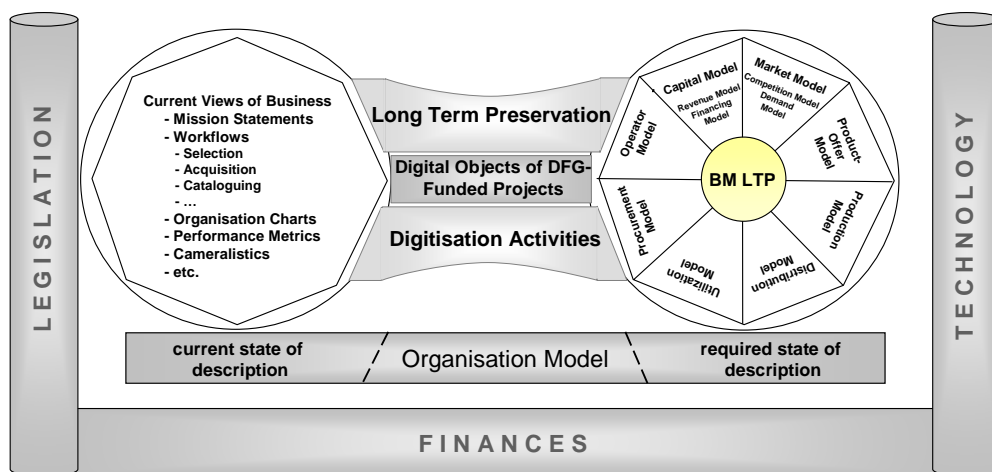 LEGISLATION
Current Views of Business
- Mission Statements
- Workflows
- Selection
- Acquisition
- Cataloguing
- ...
- Organisation Charts
- Performance Metrics
- Cameralistics
- etc.
Long Term Preservation
Digital Objects of DFG-
Funded Projects
Digitisation Activities
Capital Model
Revenue Model
Financing
Model
Market Model
Competition Model
Demand
Model
Product-
Offer
Model
Production
Model
Distribution
Model
Utilization
Model
Procurement
Model
Operator
Model
BM LTP
TECHNOLOGY
current state of
description
Organisation Model
required state of
description
FINANCES